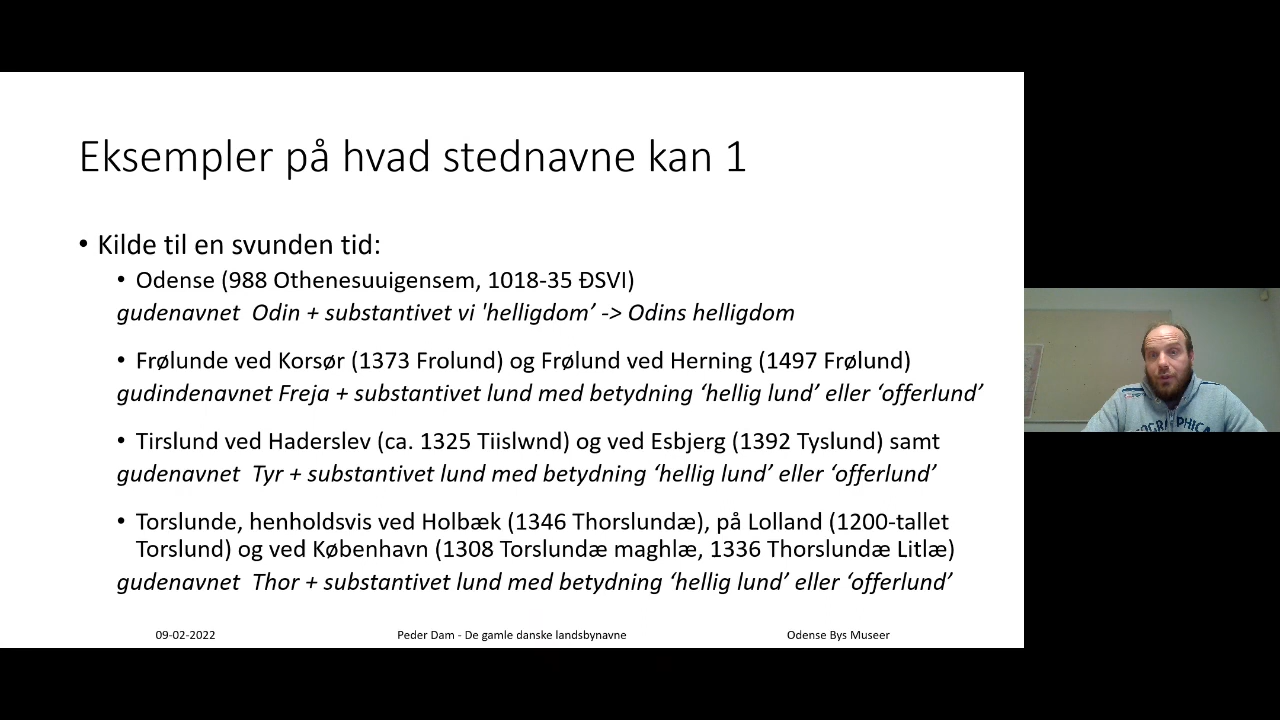 Eksempler på hvad stednavne kan 1
• Kilde til en svunden tid:
• Odense (988 Othenesuuigensem, 1018-35 ÐSVI)
gudenavnet  Odin + substantivet vi 'helligdom’ -> Odins helligdom
• Frølunde ved Korsør (1373 Frolund) og Frølund ved Herning (1497 Frølund)
gudindenavnet Freja + substantivet lund med betydning ‘hellig lund’ eller ‘offerlund’
• Tirslund ved Haderslev (ca. 1325 Tiislwnd) og ved Esbjerg (1392 Tyslund) samt
gudenavnet  Tyr + substantivet lund med betydning ‘hellig lund’ eller ‘offerlund’
• Torslunde, henholdsvis ved Holbæk (1346 Thorslundæ), på Lolland (1200-tallet
Torslund) og ved København (1308 Torslundæ maghlæ, 1336 Thorslundæ Litlæ)
gudenavnet  Thor + substantivet lund med betydning ‘hellig lund’ eller ‘offerlund’
09-02-2022
Peder Dam - De gamle danske landsbynavne
Odense Bys Museer